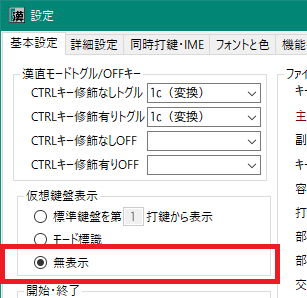 漢 設定
基本設定 詳細設定 同時打鍵・IME フォントと色 機能
漢直モードトグル/OFFキー
CTRLキー修飾なしトグル 1c（変換）
CTRLキー修飾有りトグル 1c（変換）
CTRLキー修飾なしOFF
CTRLキー修飾有りOFF
仮想鍵盤表示
標準鍵盤を第 1 打鍵から表示
モード標識
無表示
開始・終了
ファイ
キ
主
副
キ
容
打
部
部
交